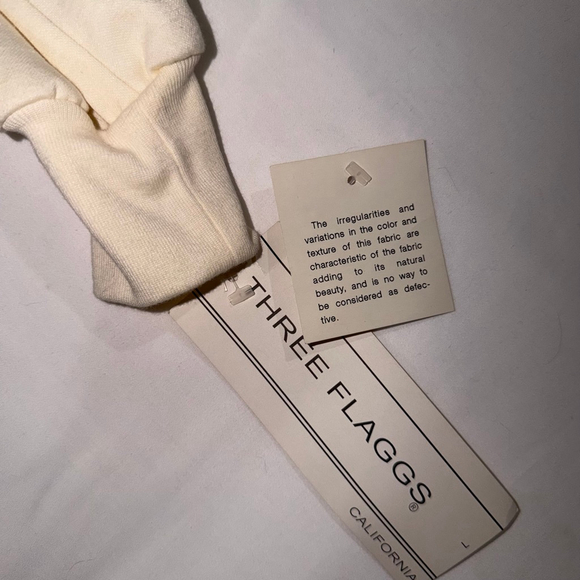 The irregularities and
variations in the color and
texture of this fabric are
characteristic of the fabric
adding to its natural
beauty, and is no way to
be considered as defec-
tive.
THREE FLAGGS®
CALIFORNIA
L